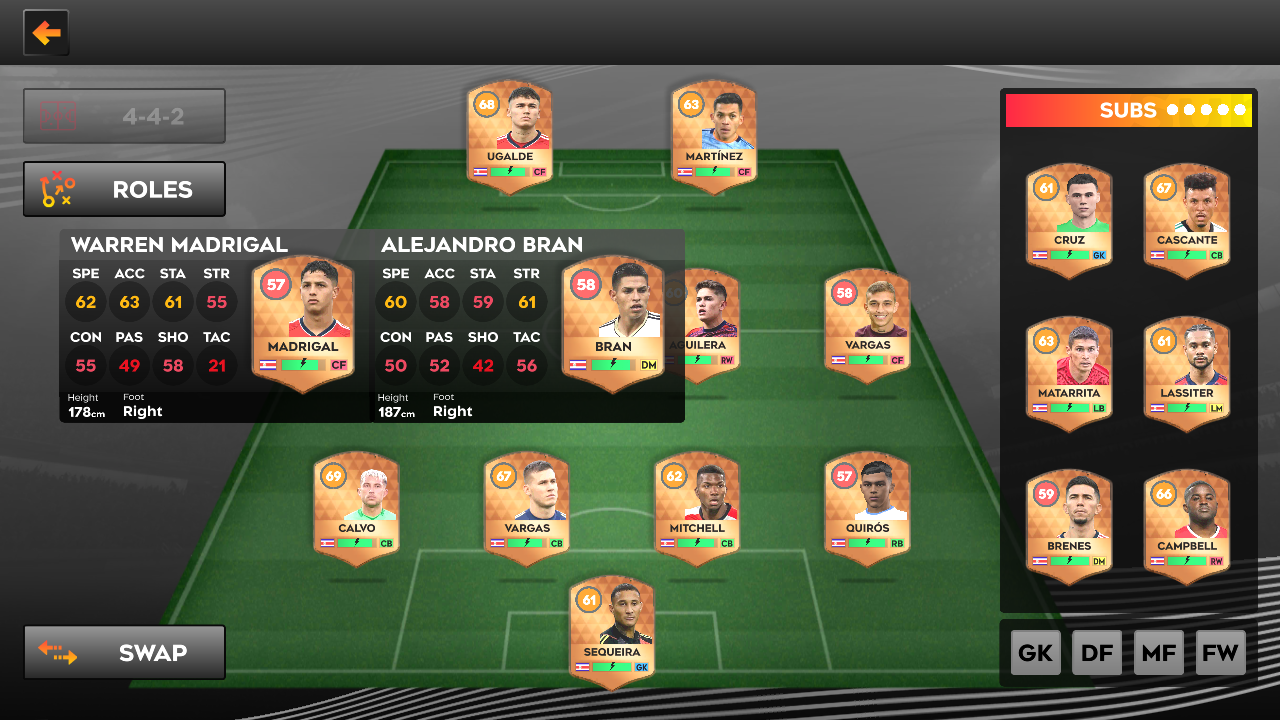 68
UGALDE
CF
63
MARTÍNEZ
CF
4-4-2
ROLES
SUBS
WARREN MADRIGAL
SPE ACC STA STR
62 63 61 55
CON PAS SHO TAC
55 49 58 21
Height Foot
178cm Right
57
MADRIGAL
CF
ALEJANDRO BRAN
SPE ACC STA STR
60 58 59 61
CON PAS SHO TAC
50 52 42 56
Height Foot
187cm Right
58
BRAN
DM
60
AGUILERA
RW
58
VARGAS
CF
69
CALVO
CB
67
VARGAS
CB
62
MITCHELL
CB
57
QUIRÓS
RB
61
SEQUEIRA
GK
61
CRUZ
GK
67
CASCANTE
CB
63
MATARRITA
LB
61
LASSITER
LM
59
BRENES
DM
66
CAMPBELL
RW
SWAP
GK DF MF FW